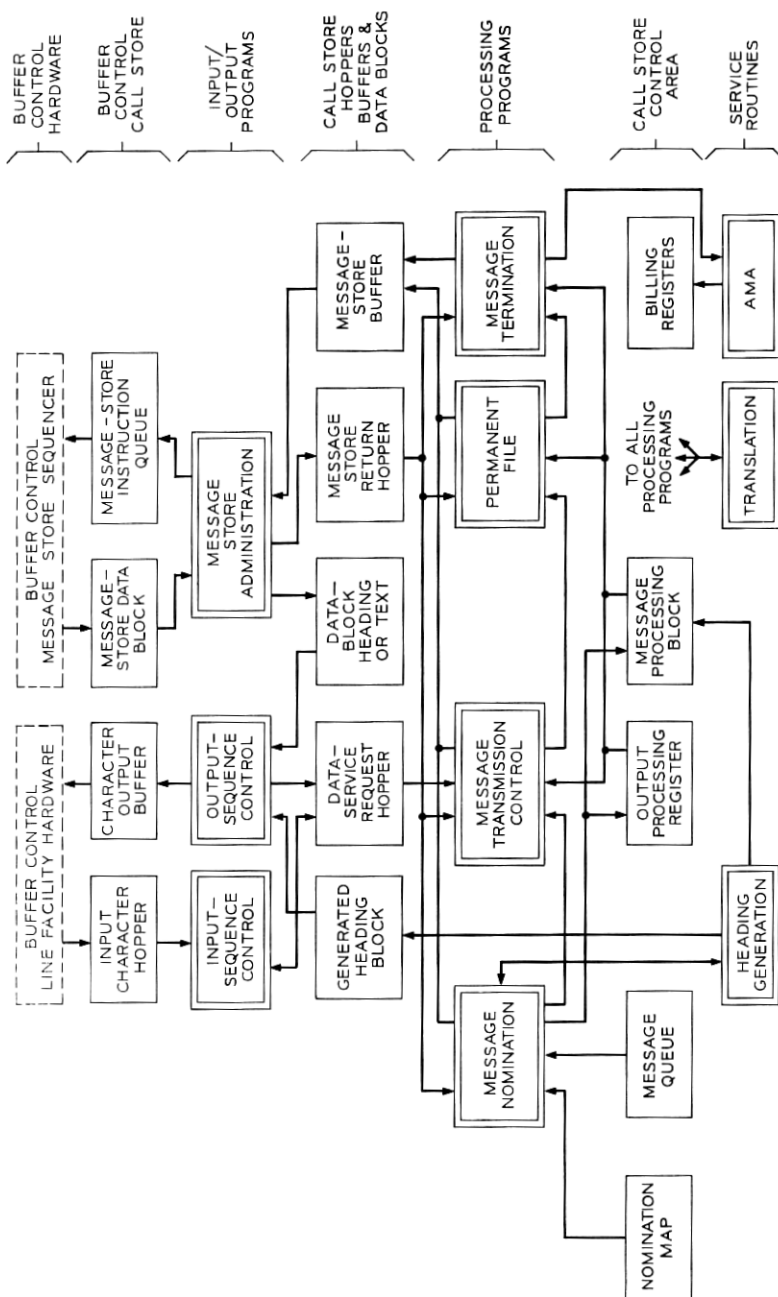 BUFFER
CONTROL
HARDWARE
BUFFER
CONTROL
CALL STORE
INPUT/
OUTPUT
PROGRAMS
CALL STORE
HOPPERS
BUFFERS &
DATA BLOCKS
PROCESSING
PROGRAMS
CALL STORE
CONTROL
AREA
SERVICE
ROUTINES
BUFFER CONTROL
LINE FACILITY HARDWARE
BUFFER CONTROL
MESSAGE STORE SEQUENCER
INPUT
CHARACTER
HOPPER
CHARACTER
OUTPUT
BUFFER
MESSAGE-
STORE DATA
BLOCK
MESSAGE-STORE
INSTRUCTION
QUEUE
INPUT-
SEQUENCE
CONTROL
OUTPUT-
SEQUENCE
CONTROL
MESSAGE
STORE
ADMINISTRATION
GENERATED
HEADING
BLOCK
DATA-
SERVICE
REQUEST
HOPPER
DATA-
BLOCK
HEADING
OR TEXT
MESSAGE
STORE
RETURN
HOPPER
MESSAGE-
STORE
BUFFER
MESSAGE
NOMINATION
MESSAGE
TRANSMISSION
CONTROL
PERMANENT
FILE
MESSAGE
TERMINATION
NOMINATION
MAP
MESSAGE
QUEUE
OUTPUT
PROCESSING
REGISTER
MESSAGE
PROCESSING
BLOCK
TO ALL
PROCESSING
PROGRAMS
BILLING
REGISTERS
HEADING
GENERATION
TRANSLATION
AMA